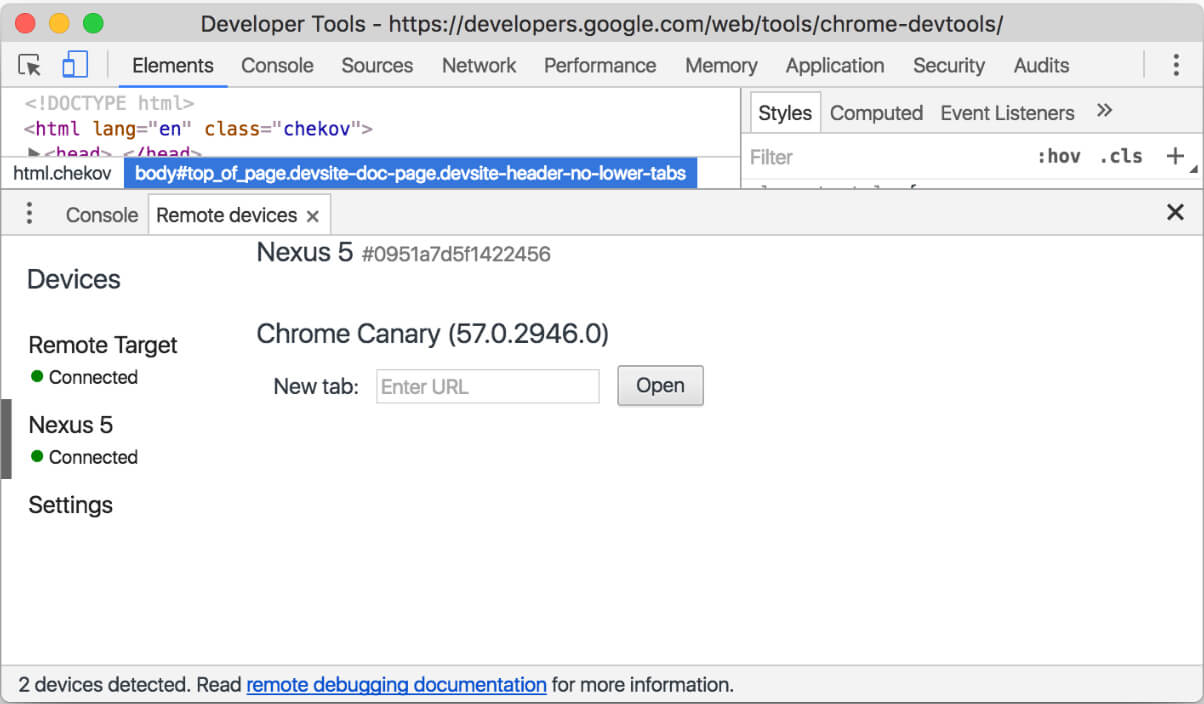 Developer Tools - https://developers.google.com/web/tools/chrome-devtools/
Elements Console Sources Network Performance Memory Application Security Audits
<!DOCTYPE html>
<html lang="en" class="chekov">
▶<head>…</head>
html.chekov body#top_of_page.devsite-doc-page.devsite-header-no-lower-tabs
Styles Computed Event Listeners »
Filter :hov .cls +
Console Remote devices ×
Devices
Remote Target
Connected
Nexus 5
Connected
Settings
Nexus 5 #0951a7d5f1422456
Chrome Canary (57.0.2946.0)
New tab: Enter URL Open
2 devices detected. Read remote debugging documentation for more information.